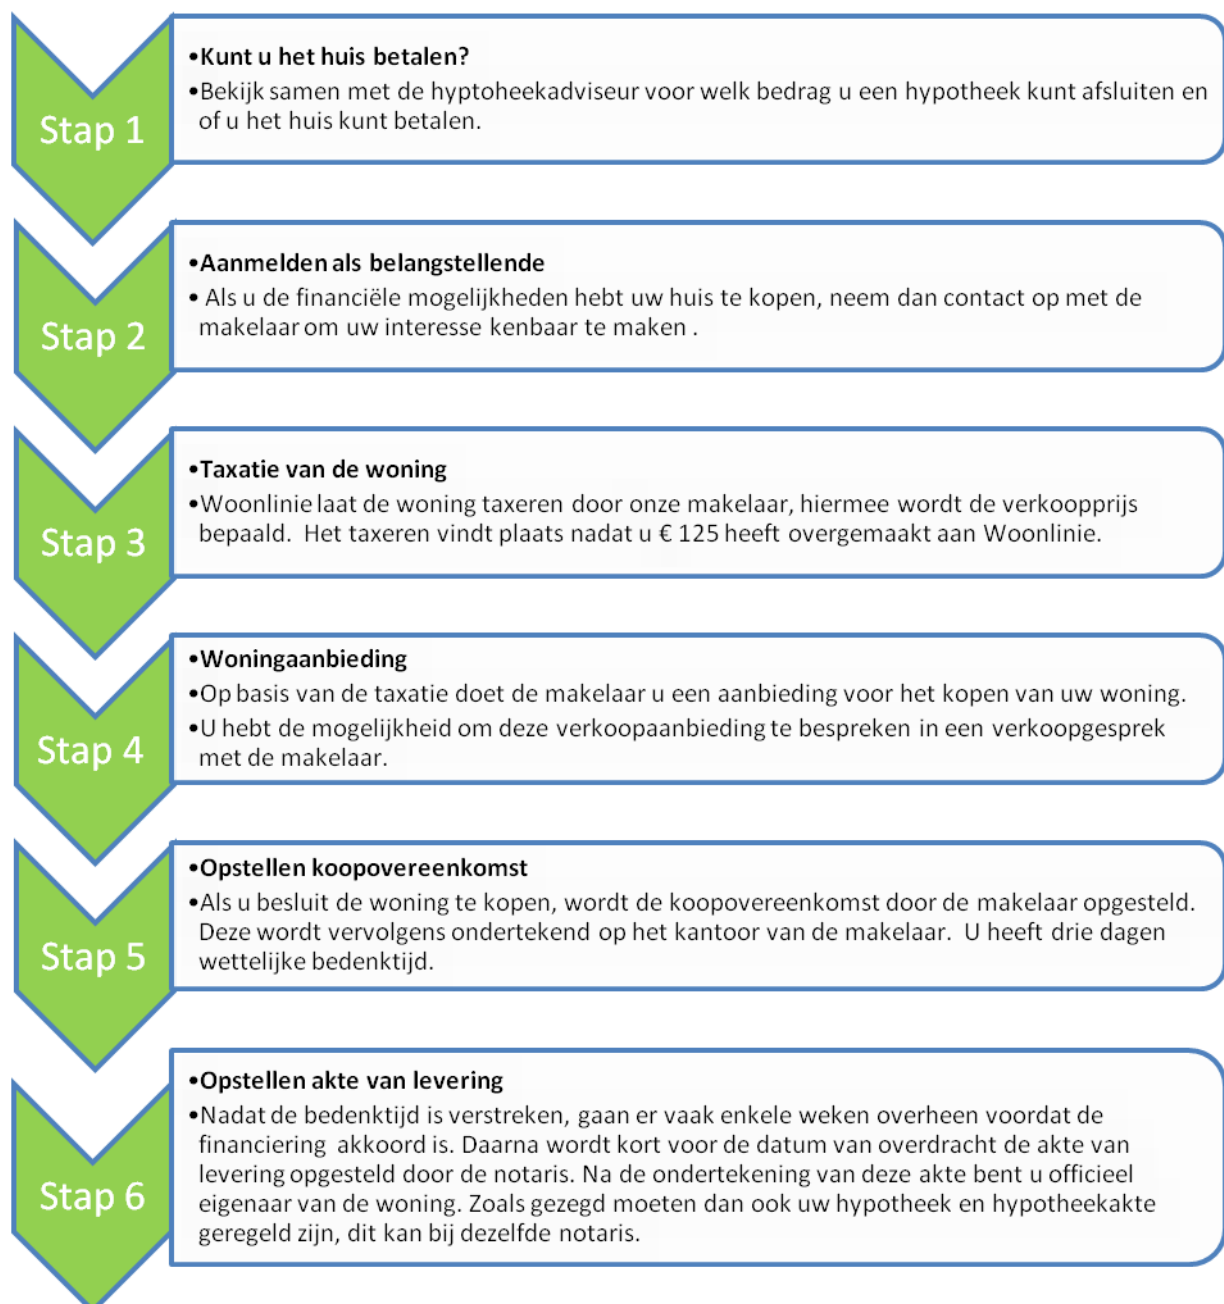 Stap 1
•Kunt u het huis betalen?
•Bekijk samen met de hyptoheekadviseur voor welk bedrag u een hypotheek kunt afsluiten en
of u het huis kunt betalen.
Stap 2
•Aanmelden als belangstellende
• Als u de financiële mogelijkheden hebt uw huis te kopen, neem dan contact op met de
makelaar om uw interesse kenbaar te maken .
Stap 3
•Taxatie van de woning
•Woonlinie laat de woning taxeren door onze makelaar, hiermee wordt de verkoopprijs
bepaald. Het taxeren vindt plaats nadat u € 125 heeft overgemaakt aan Woonlinie.
Stap 4
•Woningaanbieding
•Op basis van de taxatie doet de makelaar u een aanbieding voor het kopen van uw woning.
•U hebt de mogelijkheid om deze verkoopaanbieding te bespreken in een verkoopgesprek
met de makelaar.
Stap 5
•Opstellen koopovereenkomst
•Als u besluit de woning te kopen, wordt de koopovereenkomst door de makelaar opgesteld.
Deze wordt vervolgens ondertekend op het kantoor van de makelaar. U heeft drie dagen
wettelijke bedenktijd.
Stap 6
•Opstellen akte van levering
•Nadat de bedenktijd is verstreken, gaan er vaak enkele weken overheen voordat de
financiering akkoord is. Daarna wordt kort voor de datum van overdracht de akte van
levering opgesteld door de notaris. Na de ondertekening van deze akte bent u officieel
eigenaar van de woning. Zoals gezegd moeten dan ook uw hypotheek en hypotheekakte
geregeld zijn, dit kan bij dezelfde notaris.